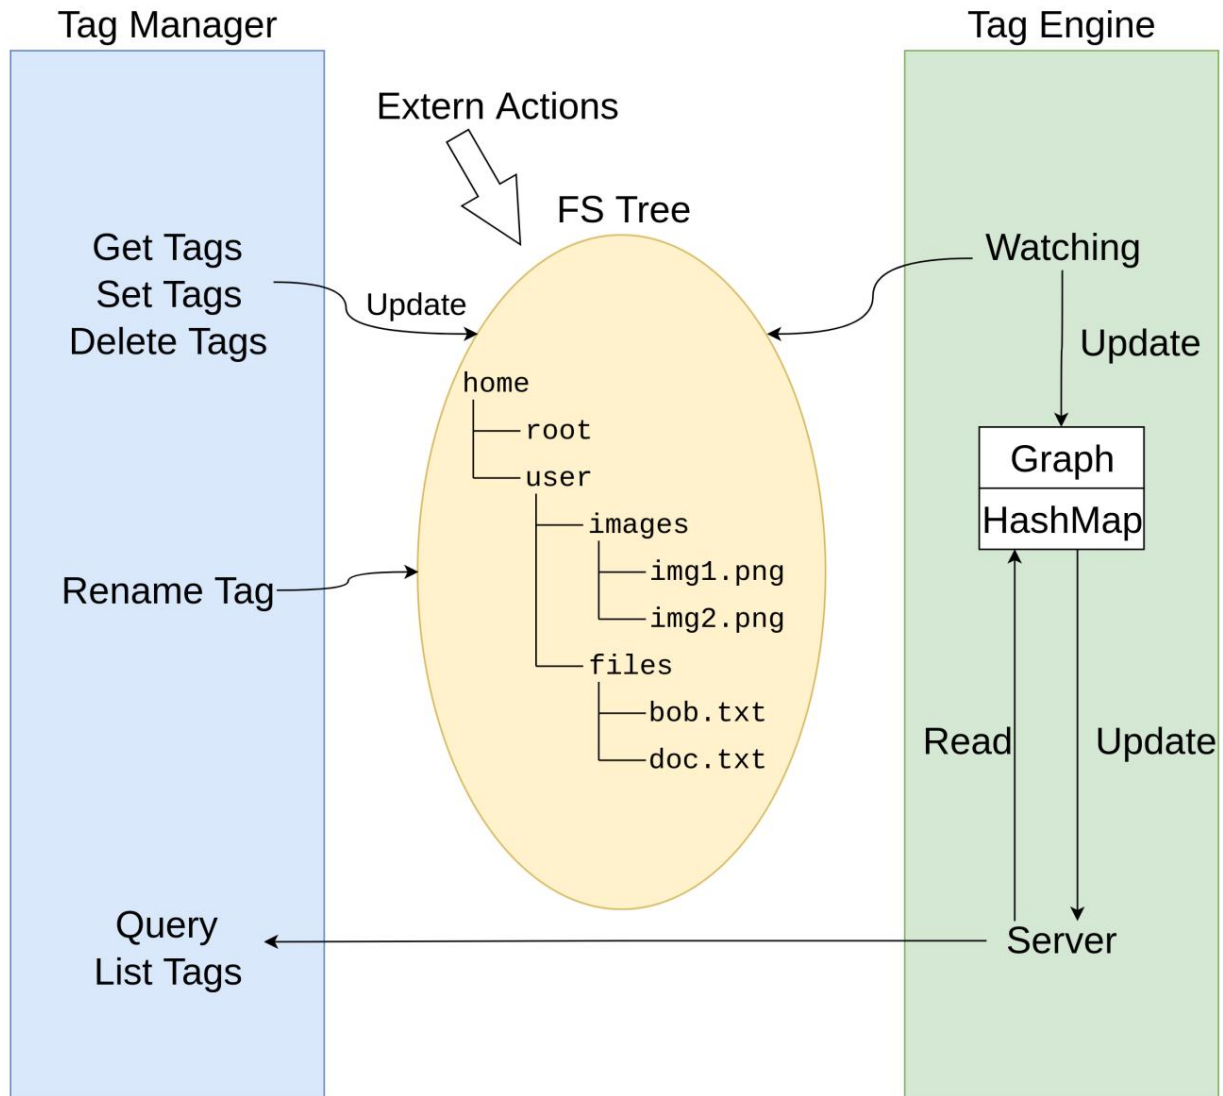 Tag Manager
Tag Engine
Extern Actions
FS Tree
Get Tags
Set Tags
Delete Tags
Update
Watching
Update
home
root
user
images
img1.png
img2.png
files
bob.txt
doc.txt
Graph
HashMap
Rename Tag
Read
Update
Query
List Tags
Server